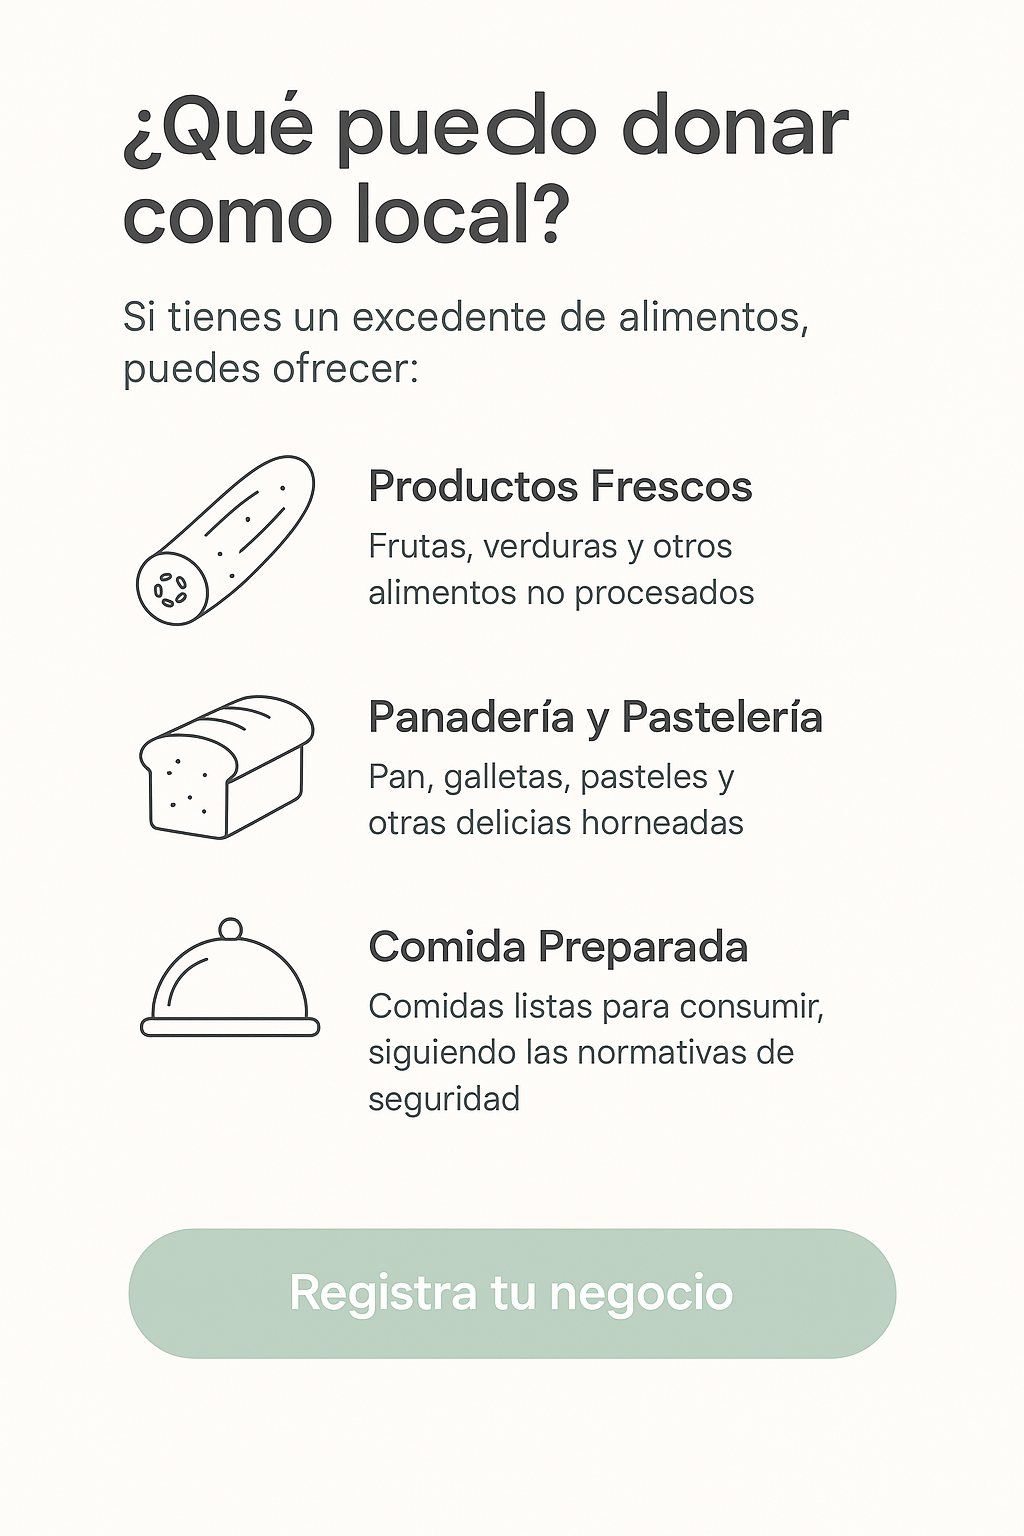 ¿Qué puedo donar
como local?
Si tienes un excedente de alimentos,
puedes ofrecer:
Productos Frescos
Frutas, verduras y otros
alimentos no procesados
Panadería y Pastelería
Pan, galletas, pasteles y
otras delicias horneadas
Comida Preparada
Comidas listas para consumir,
siguiendo las normativas de
seguridad
Registra tu negocio